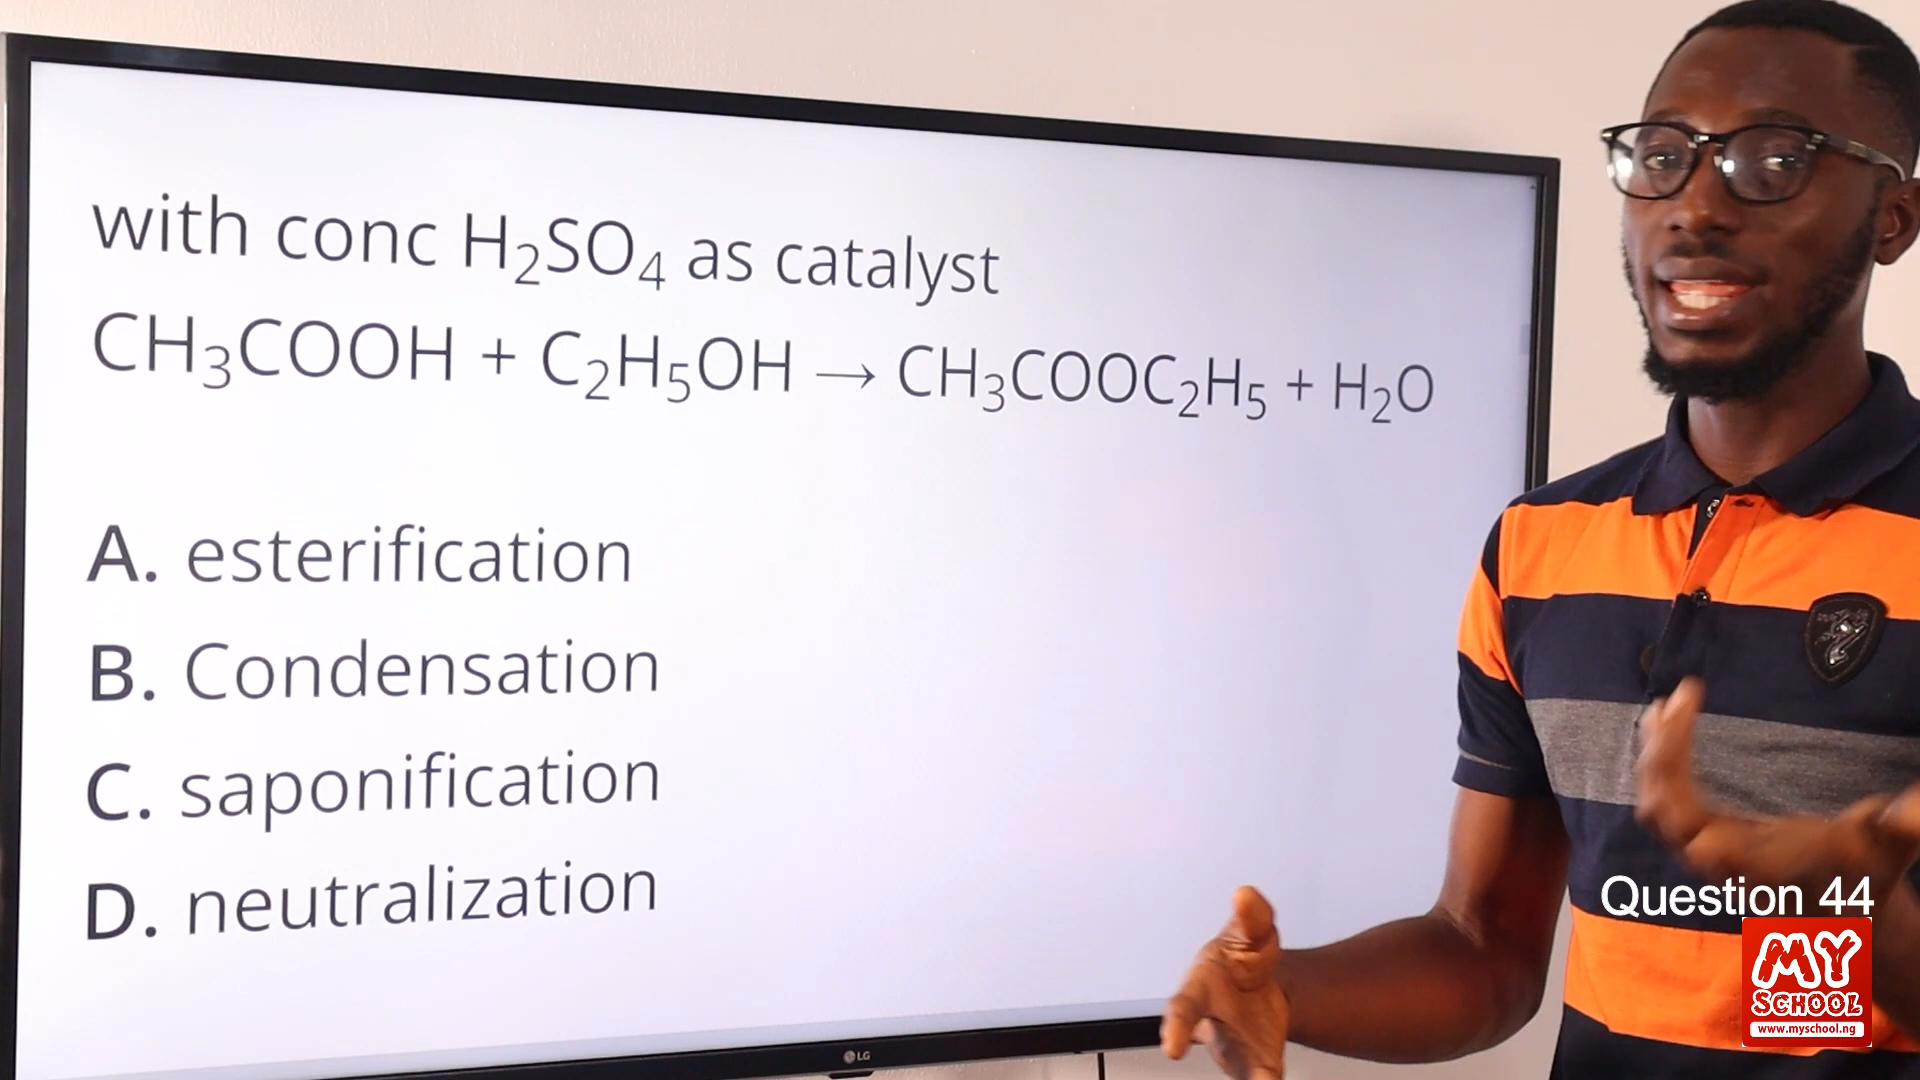 with conc H₂SO₄ as catalyst
CH₃COOH + C₂H₅OH → CH₃COOC₂H₅ + H₂O
A. esterification
B. Condensation
C. saponification
D. neutralization
LG
Question 44
MY
SCHOOL
www.myschool.ng